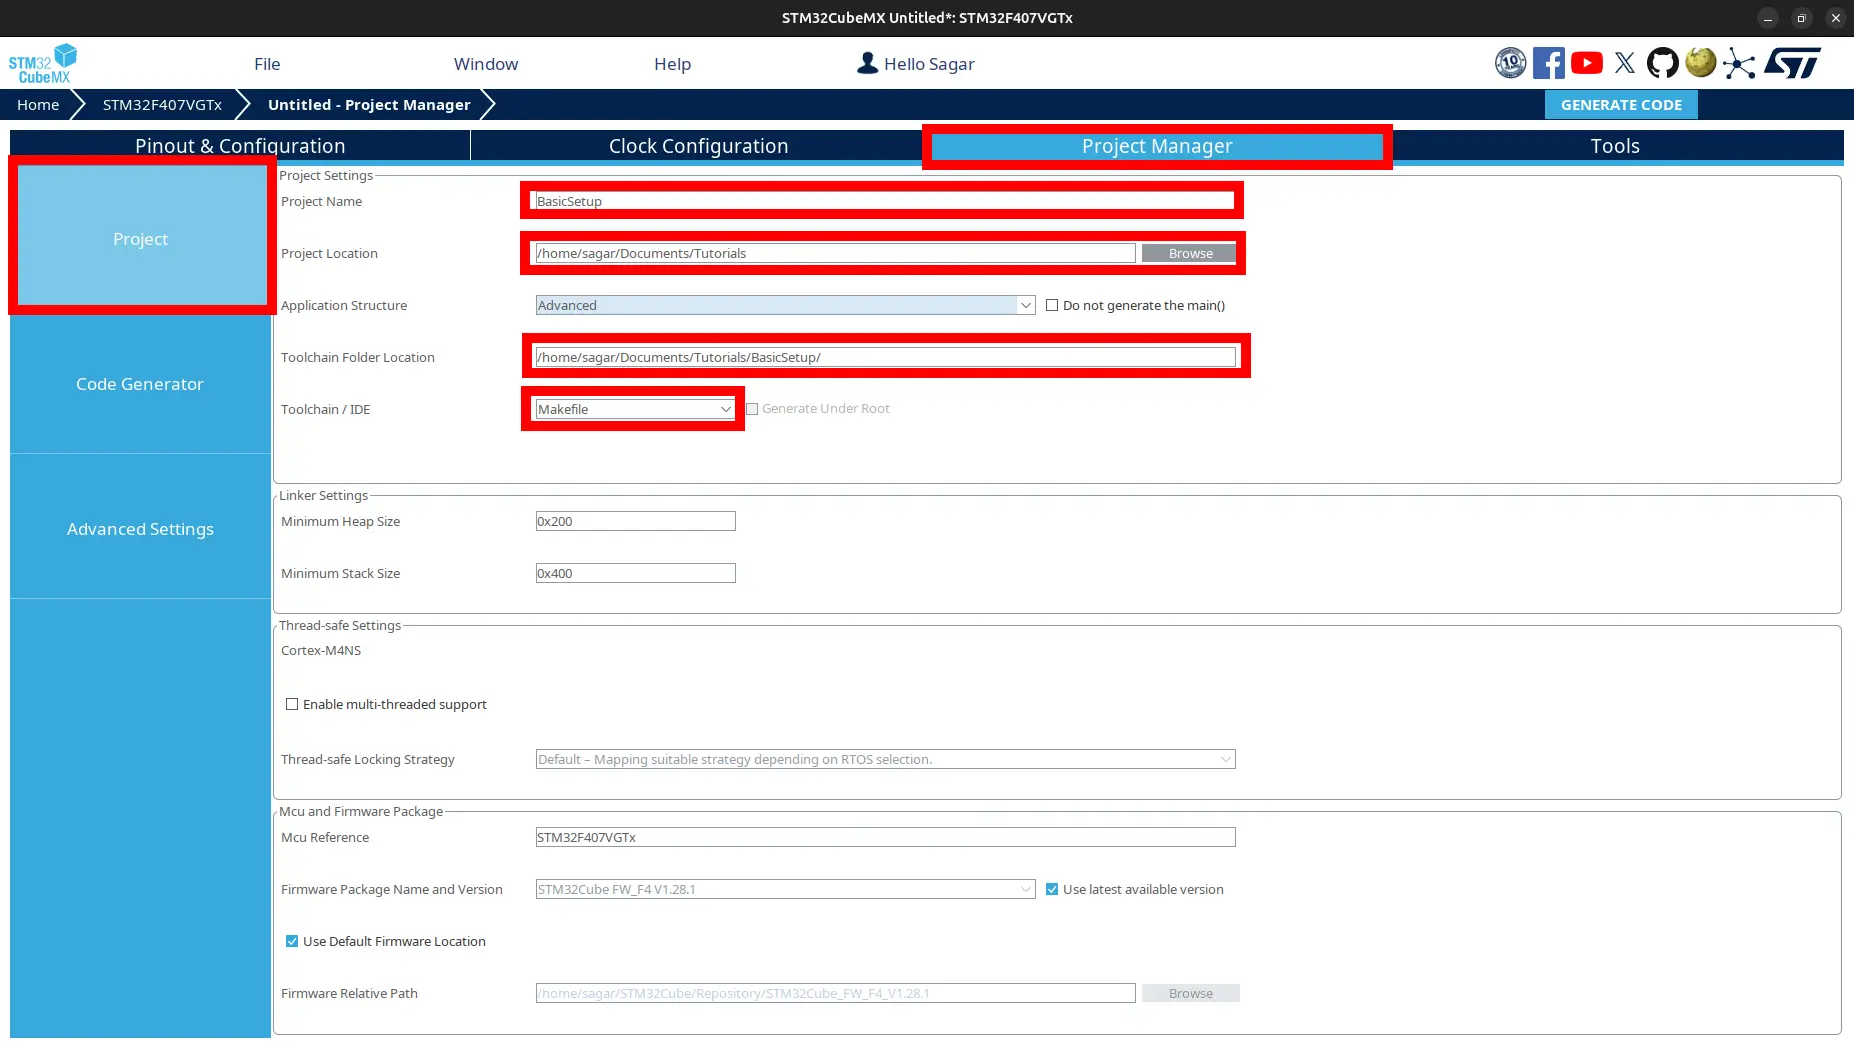 STM32CubeMX Untitled*: STM32F407VGTx
STM32
CubeMX
File
Window
Help
Hello Sagar
10
Home
STM32F407VGTx
Untitled - Project Manager
GENERATE CODE
Pinout & Configuration
Clock Configuration
Project Manager
Tools
Project
Code Generator
Advanced Settings
Project Settings
Project Name
BasicSetup
Project Location
/home/sagar/Documents/Tutorials
Browse
Application Structure
Advanced
Do not generate the main()
Toolchain Folder Location
/home/sagar/Documents/Tutorials/BasicSetup/
Toolchain / IDE
Makefile
Generate Under Root
Linker Settings
Minimum Heap Size
0x200
Minimum Stack Size
0x400
Thread-safe Settings
Cortex-M4NS
Enable multi-threaded support
Thread-safe Locking Strategy
Default – Mapping suitable strategy depending on RTOS selection.
Mcu and Firmware Package
Mcu Reference
STM32F407VGTx
Firmware Package Name and Version
STM32Cube FW_F4 V1.28.1
Use latest available version
Use Default Firmware Location
Firmware Relative Path
/home/sagar/STM32Cube/Repository/STM32Cube_FW_F4_V1.28.1
Browse